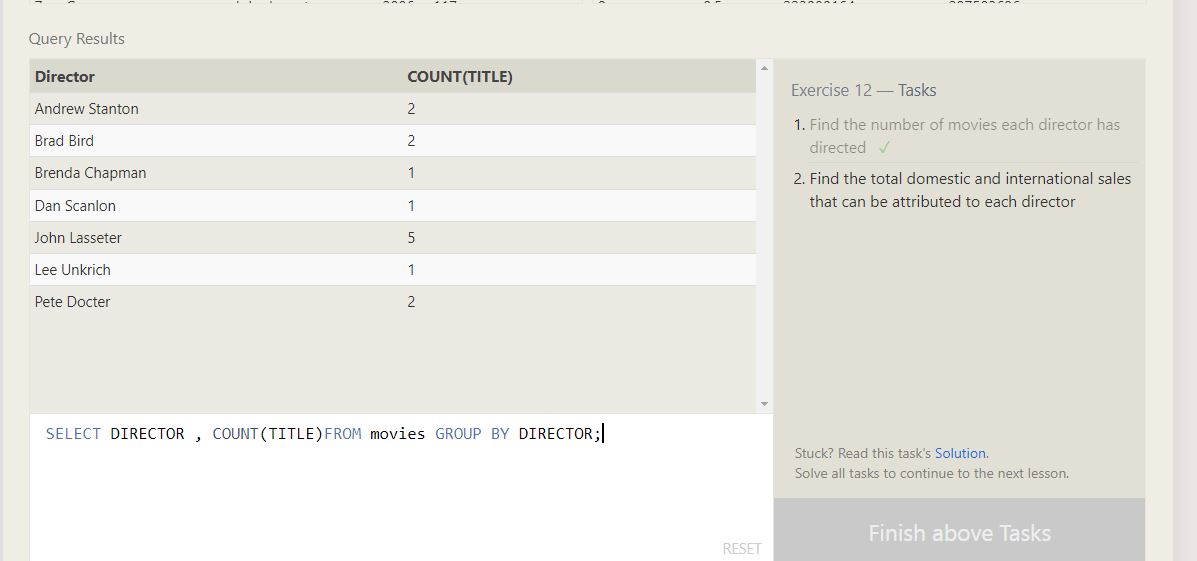 Query Results
Director COUNT(TITLE)
Andrew Stanton 2
Brad Bird 2
Brenda Chapman 1
Dan Scanlon 1
John Lasseter 5
Lee Unkrich 1
Pete Docter 2
SELECT DIRECTOR , COUNT(TITLE)FROM movies GROUP BY DIRECTOR;
RESET
Exercise 12 — Tasks
1. Find the number of movies each director has
directed ✓
2. Find the total domestic and international sales
that can be attributed to each director
Stuck? Read this task's Solution.
Solve all tasks to continue to the next lesson.
Finish above Tasks